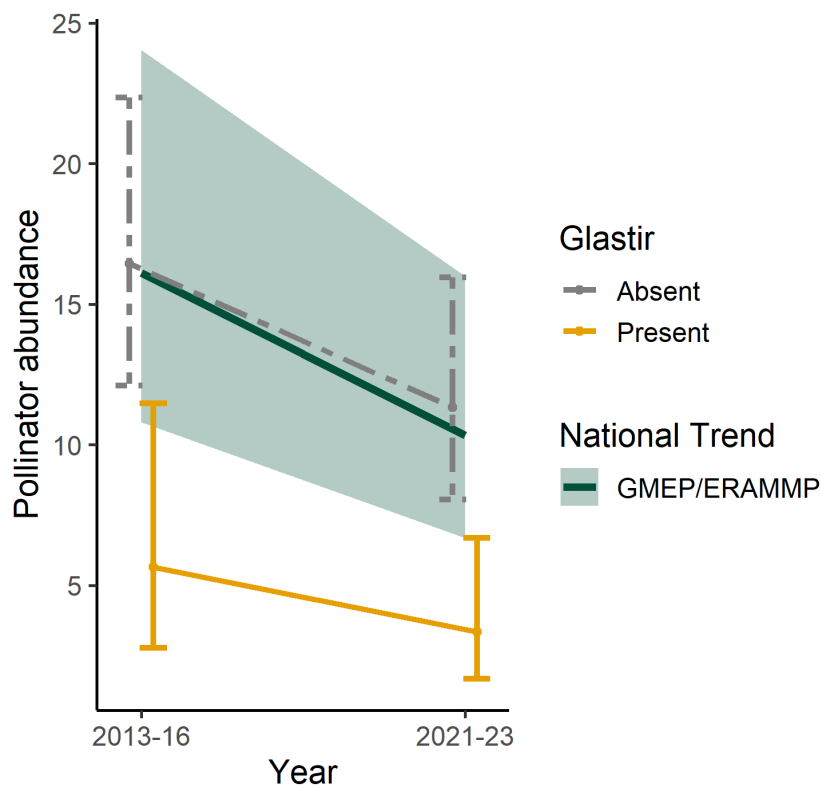 25
20
15
10
5
Pollinator abundance
2013-16
2021-23
Year
Glastir
Absent
Present
National Trend
GMEP/ERAMMP